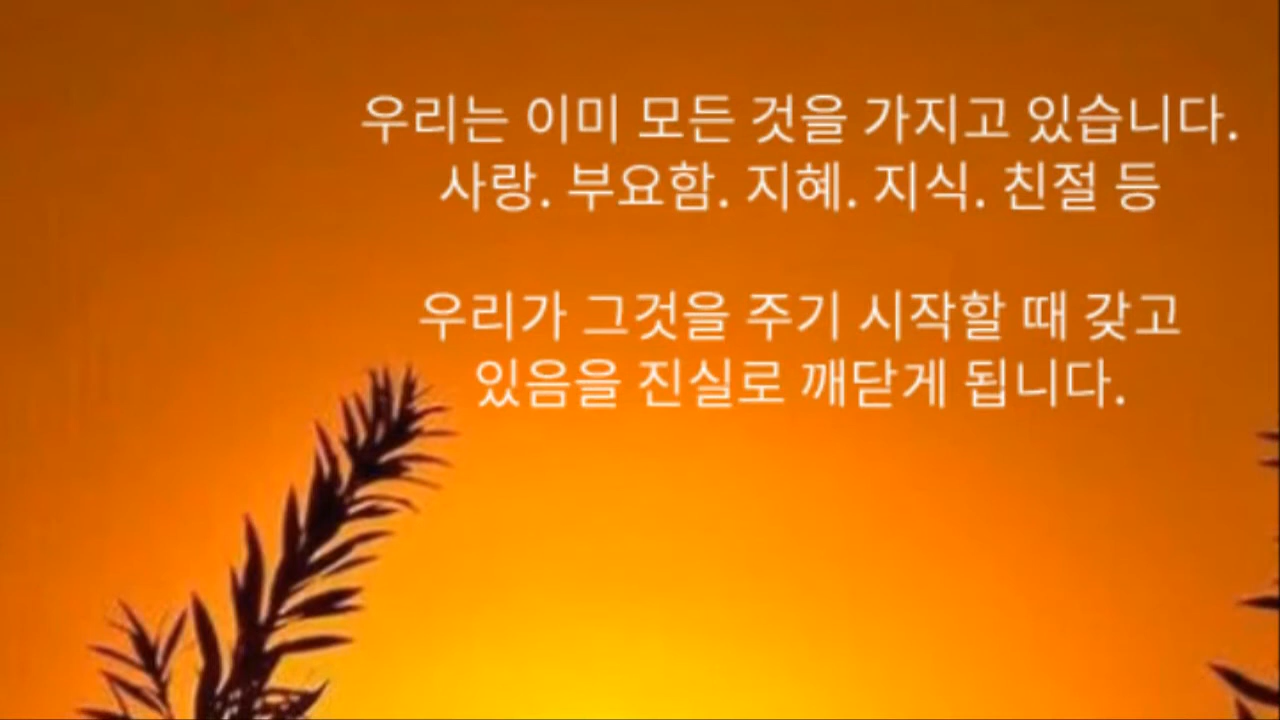 우리는 이미 모든 것을 가지고 있습니다.
사랑. 부요함. 지혜. 지식. 친절 등
우리가 그것을 주기 시작할 때 갖고
있음을 진실로 깨닫게 됩니다.